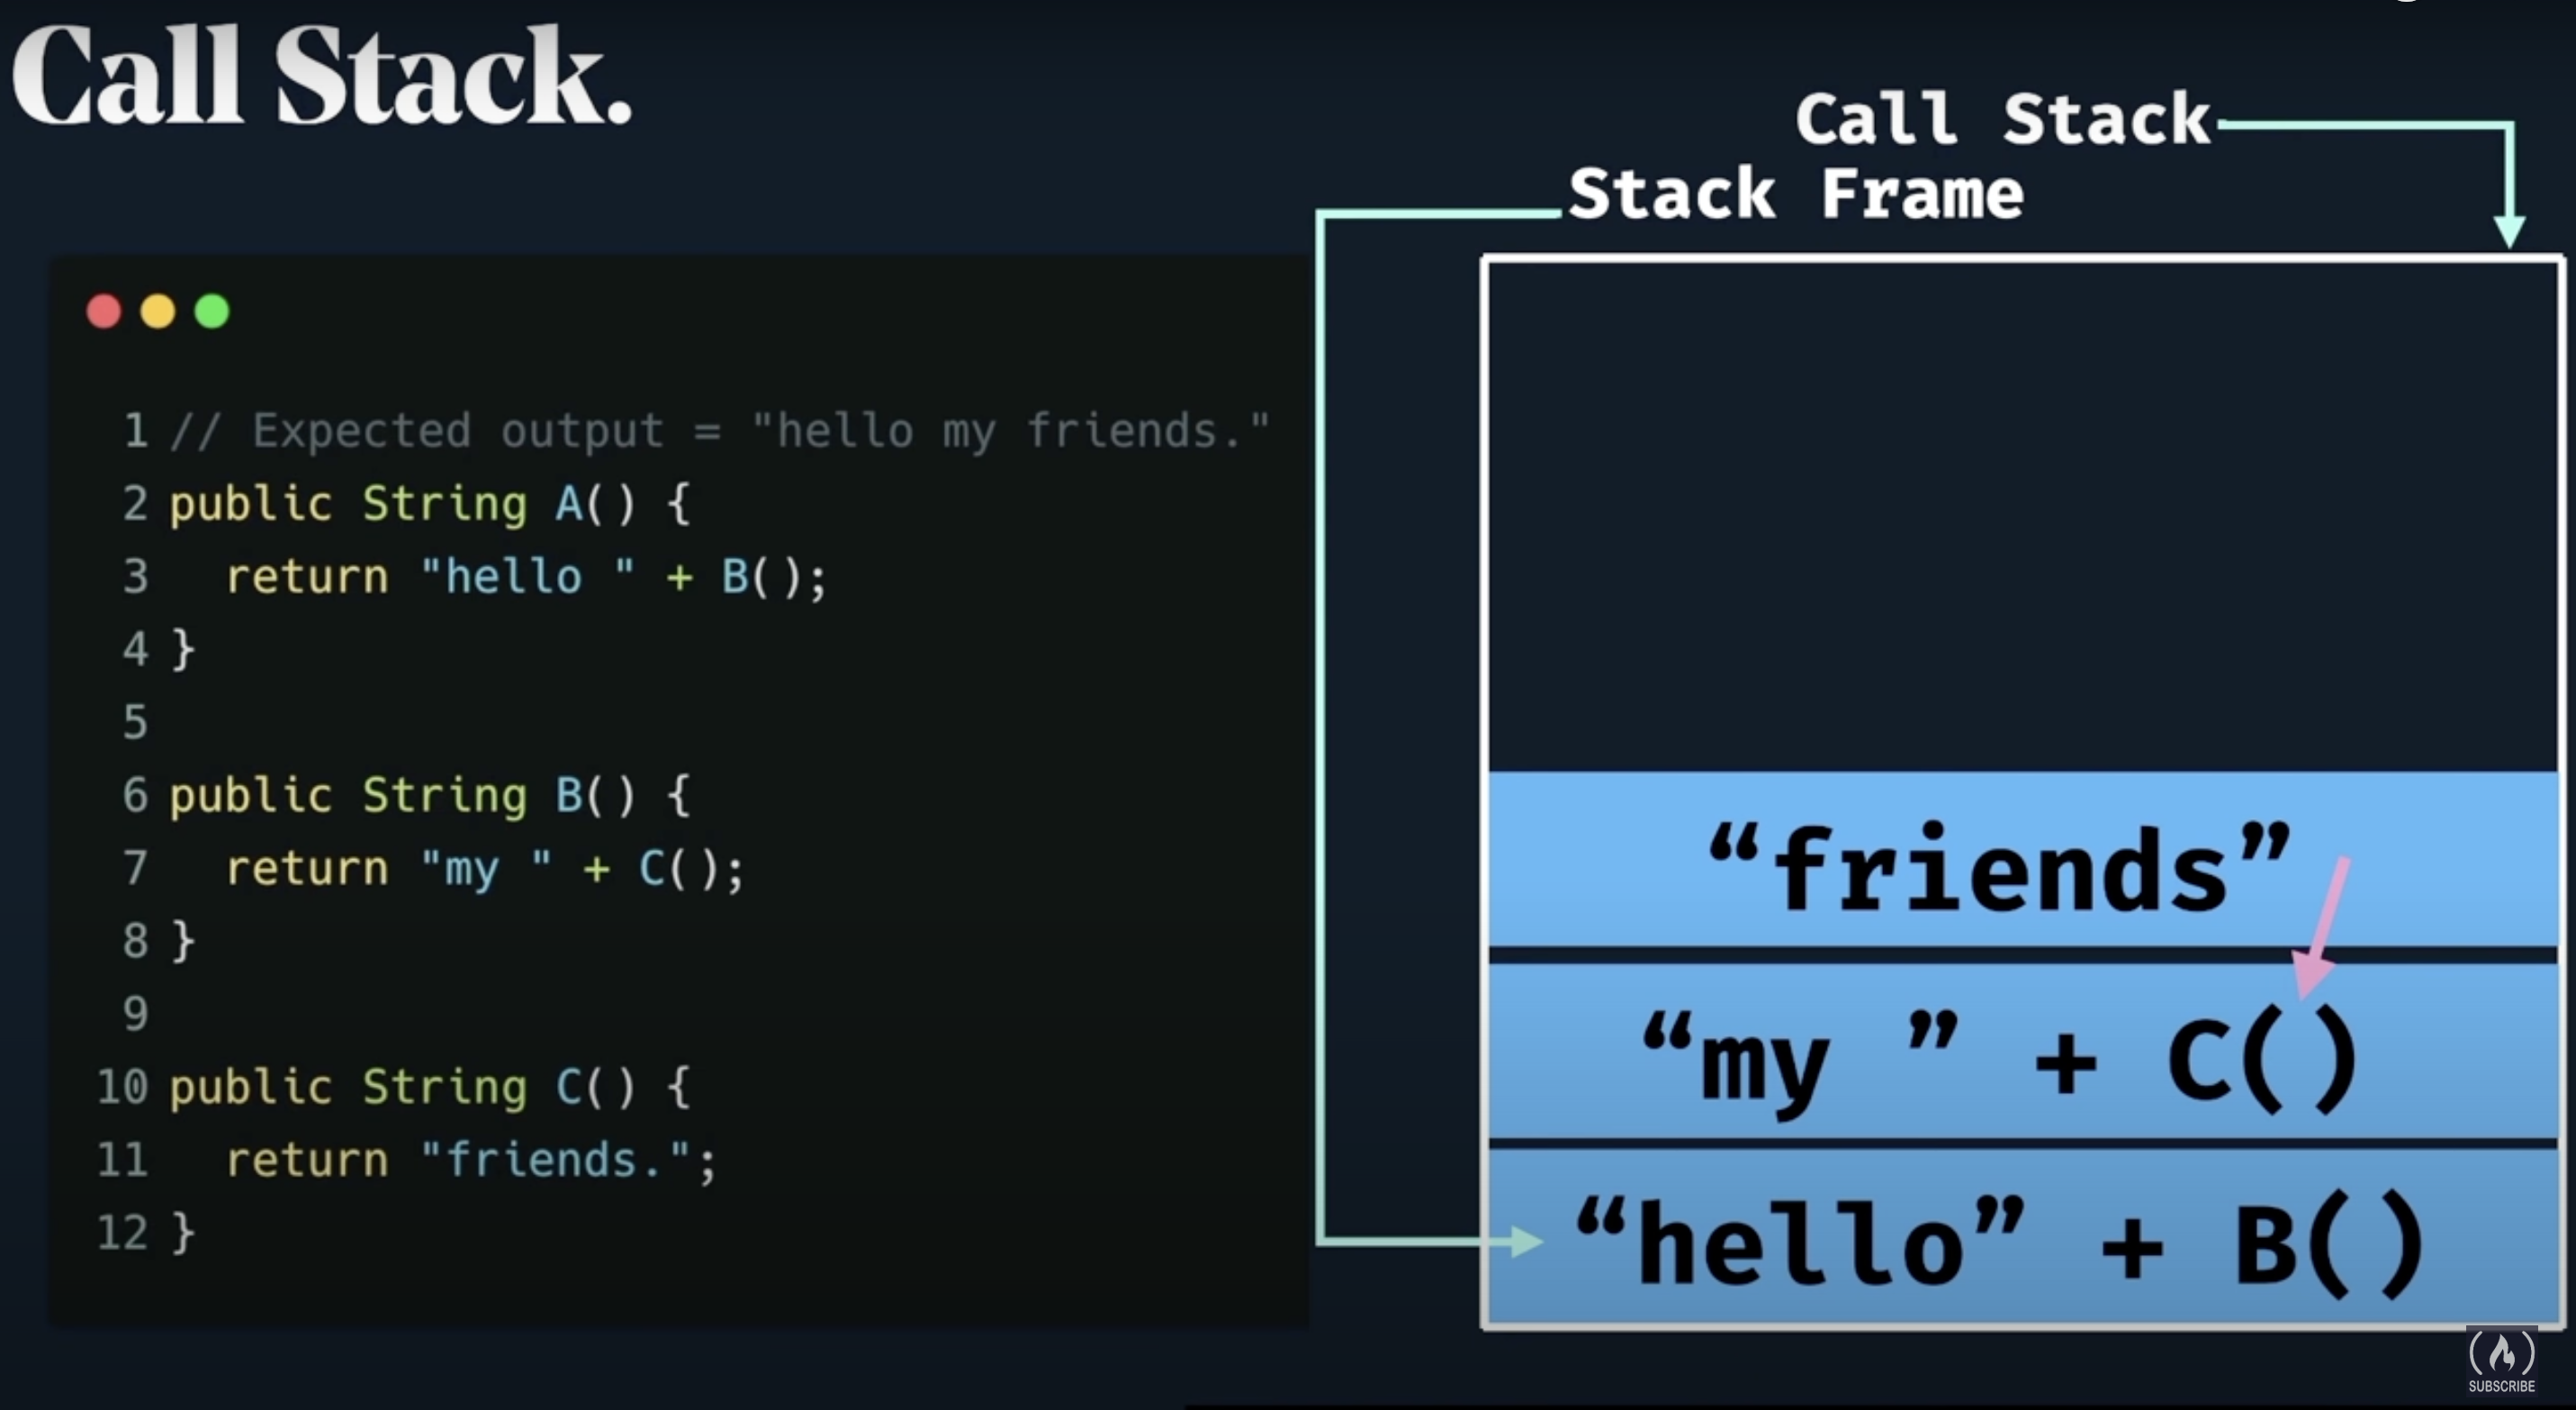 Call Stack.
Call Stack
Stack Frame
1 // Expected output = "hello my friends."
2 public String A() {
3   return "hello " + B();
4 }
5
6 public String B() {
7   return "my " + C();
8 }
9
10 public String C() {
11   return "friends.";
12 }
“friends”
“my ” + C()
“hello” + B()
SUBSCRIBE